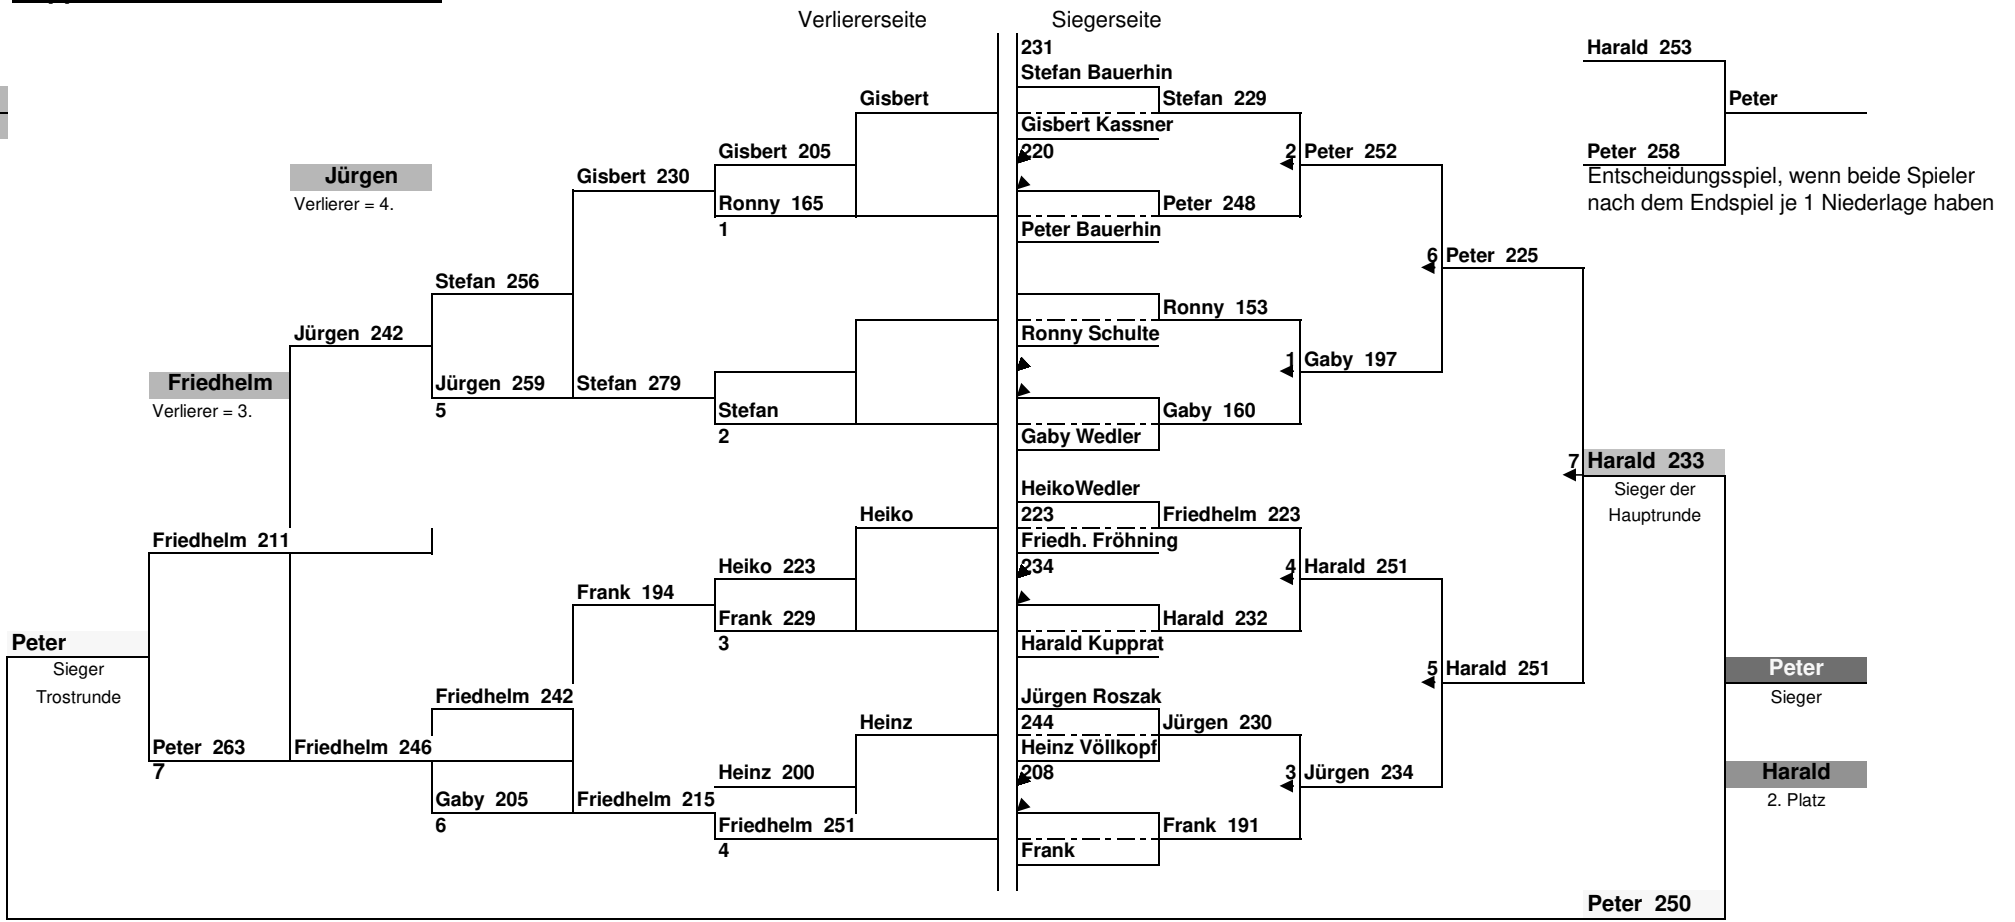 Verliererseite Siegerseite
231
Harald 253
Stefan Bauerhin
Gisbert
Stefan 229
Peter
Gisbert Kassner
Gisbert 205
220
2 Peter 252
Peter 258
Jürgen
Gisbert 230
Entscheidungsspiel, wenn beide Spieler
nach dem Endspiel je 1 Niederlage haben
Verlierer = 4.
Ronny 165
Peter 248
1
Peter Bauerhin
6 Peter 225
Stefan 256
Ronny 153
Jürgen 242
Ronny Schulte
1 Gaby 197
Friedhelm
Jürgen 259
Stefan 279
Verlierer = 3.
5
Stefan
Gaby 160
2
Gaby Wedler
7 Harald 233
HeikoWedler
Sieger der
Heiko
223
Friedhelm 223
Hauptrunde
Friedhelm 211
Friedh. Fröhning
Heiko 223
234
4 Harald 251
Frank 194
Frank 229
Harald 232
3
Harald Kupprat
Peter
Sieger
Trostrunde
5 Harald 251
Peter
Sieger
Friedhelm 242
Jürgen Roszak
Heinz
244
Jürgen 230
Peter 263
Friedhelm 246
Heinz Völlkopf
7
Heinz 200
208
3 Jürgen 234
Harald
2. Platz
Gaby 205
Friedhelm 215
6
Friedhelm 251
Frank 191
4
Frank
Peter 250